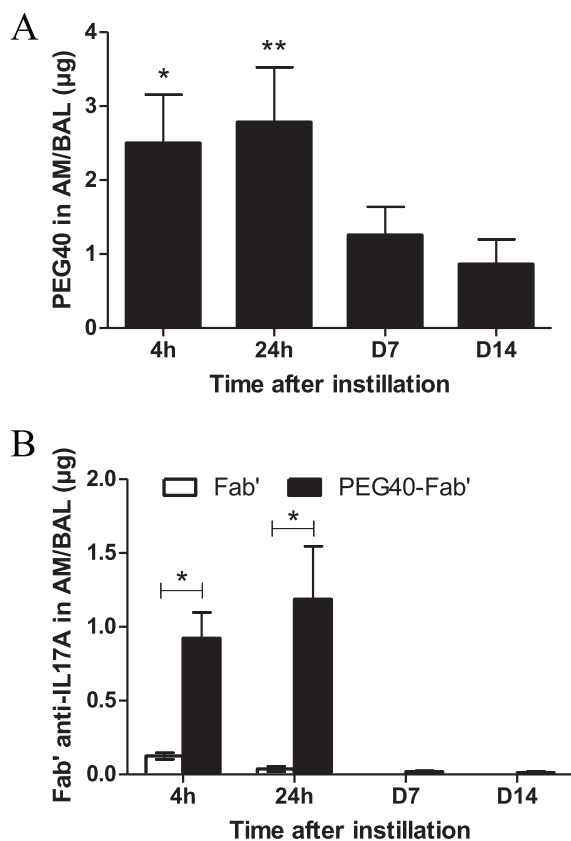 A
PEG40 in AM/BAL (µg)
4
3
2
1
0
*
**
4h 24h D7 D14
Time after instillation
B
Fab' anti-IL17A in AM/BAL (µg)
2.0
1.5
1.0
0.5
0.0
Fab' PEG40-Fab'
*
*
4h 24h D7 D14
Time after instillation